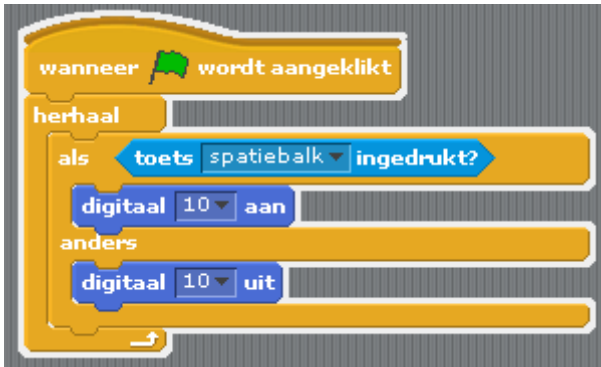 wanneer wordt aangeklikt
herhaal
als toets spatiebalk ingedrukt?
digitaal 10 aan
anders
digitaal 10 uit